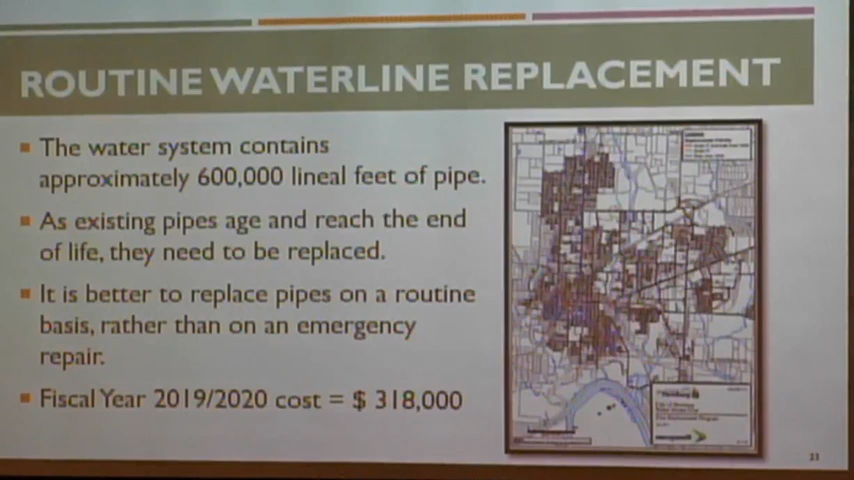 ROUTINE WATERLINE REPLACEMENT
The water system contains
approximately 600,000 lineal feet of pipe.
As existing pipes age and reach the end
of life, they need to be replaced.
It is better to replace pipes on a routine
basis, rather than on an emergency
repair.
Fiscal Year 2019/2020 cost = $ 318,000